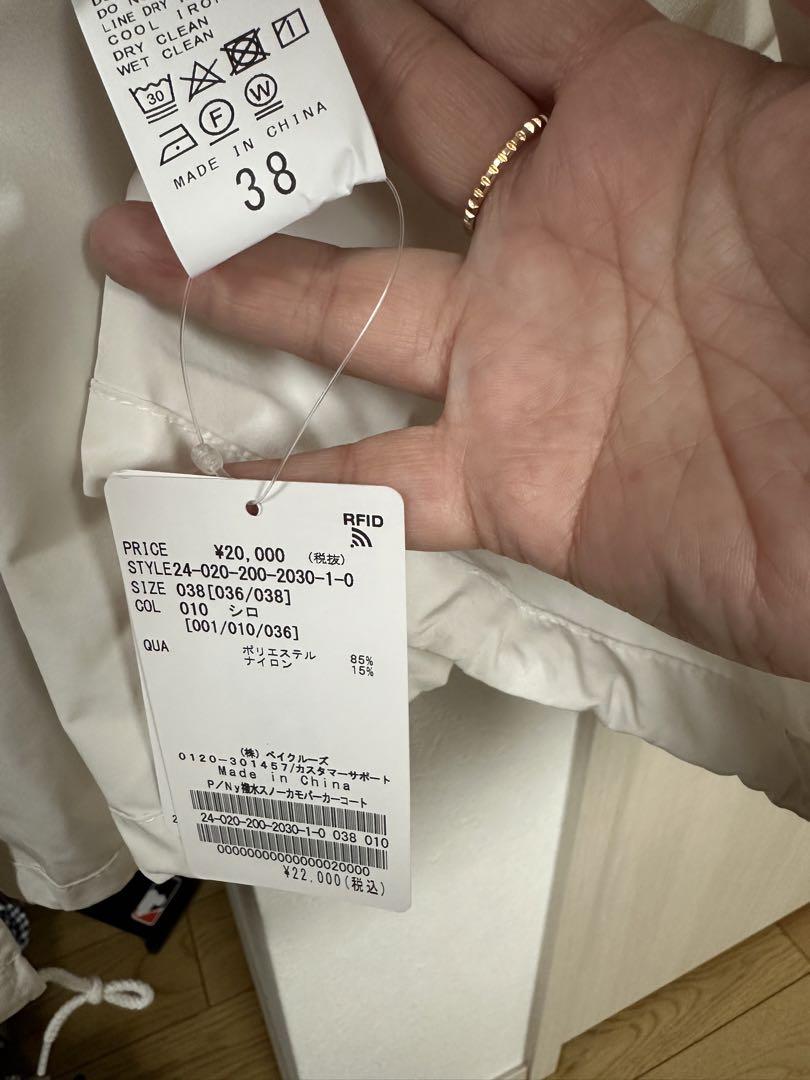 DO N
LINE DRY
COOL IRO
DRY CLEAN
WET CLEAN
30
1
F
W
MADE IN CHINA
38
RFID
PRICE ¥20,000 (税抜)
STYLE24-020-200-2030-1-0
SIZE 038[036/038]
COL 010 シロ
[001/010/036]
QUA ポリエステル 85%
ナイロン 15%
(株)ベイクルーズ
0120-301457/カスタマーサポート
Made in China
P/Ny撥水スノーカモパーカーコート
24-020-200-2030-1-0 038 010
00000000000000020000
¥22,000(税込)